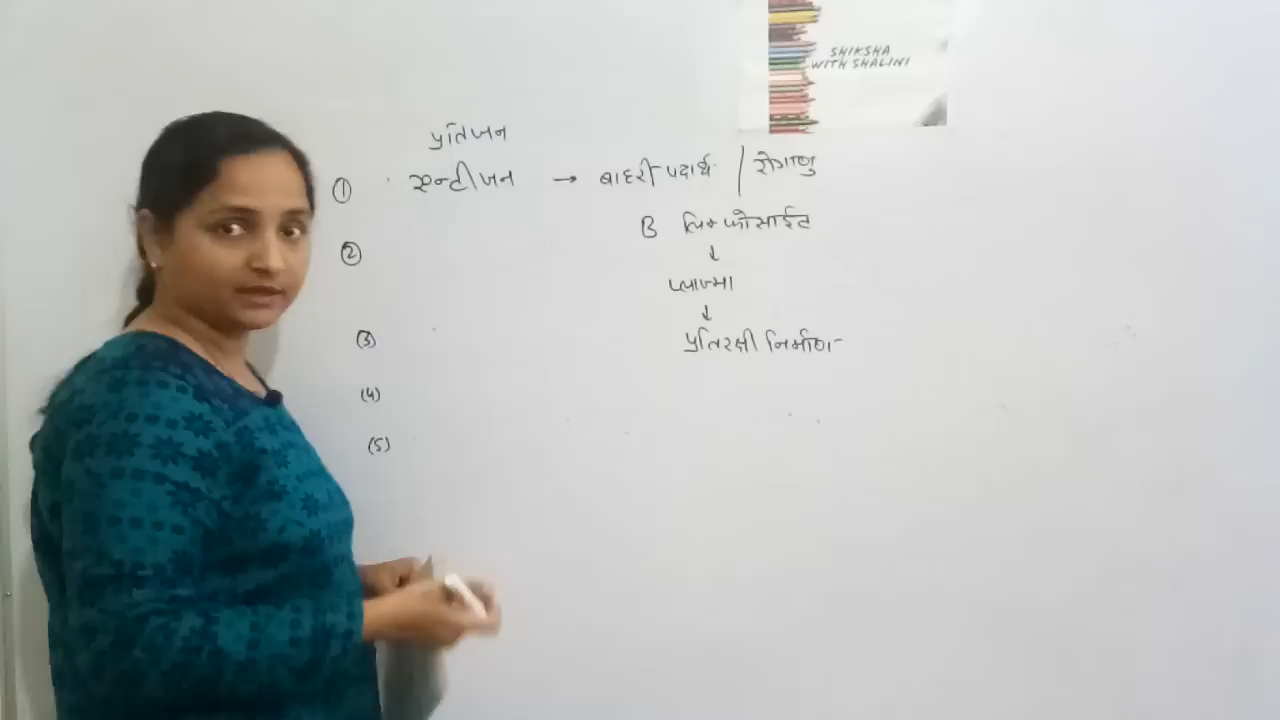 SHIKSHA
WITH SHALINI
प्रतिजन
① एन्टीजन → बाहरी पदार्थ / रोगाणु
B लिम्फोसाईट
②
↓
प्लाज्मा
↓
(3) प्रतिरक्षी निर्माण
(4)
(5)